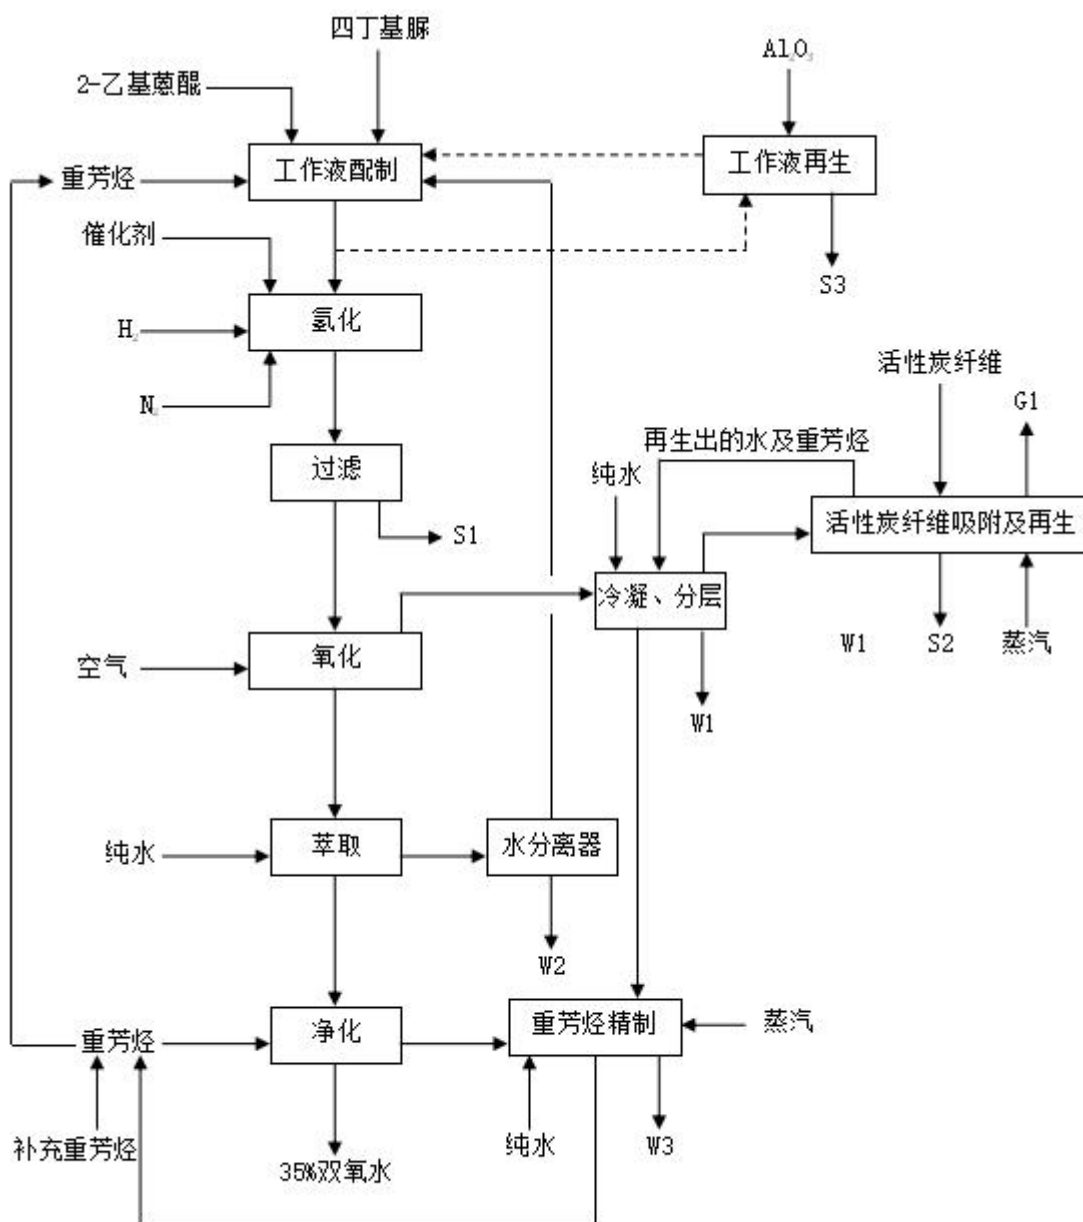 四丁基脲
Al₂O₃
2-乙基蒽醌
工作液配制
工作液再生
重芳烃
催化剂
S3
氢化
H₂
活性炭纤维
N₂
G1
再生出的水及重芳烃
过滤
纯水
活性炭纤维吸附及再生
S1
冷凝、分层
氧化
空气
W1
S2
蒸汽
W1
萃取
水分离器
纯水
W2
净化
重芳烃精制
蒸汽
重芳烃
补充重芳烃
纯水
W3
35%双氧水